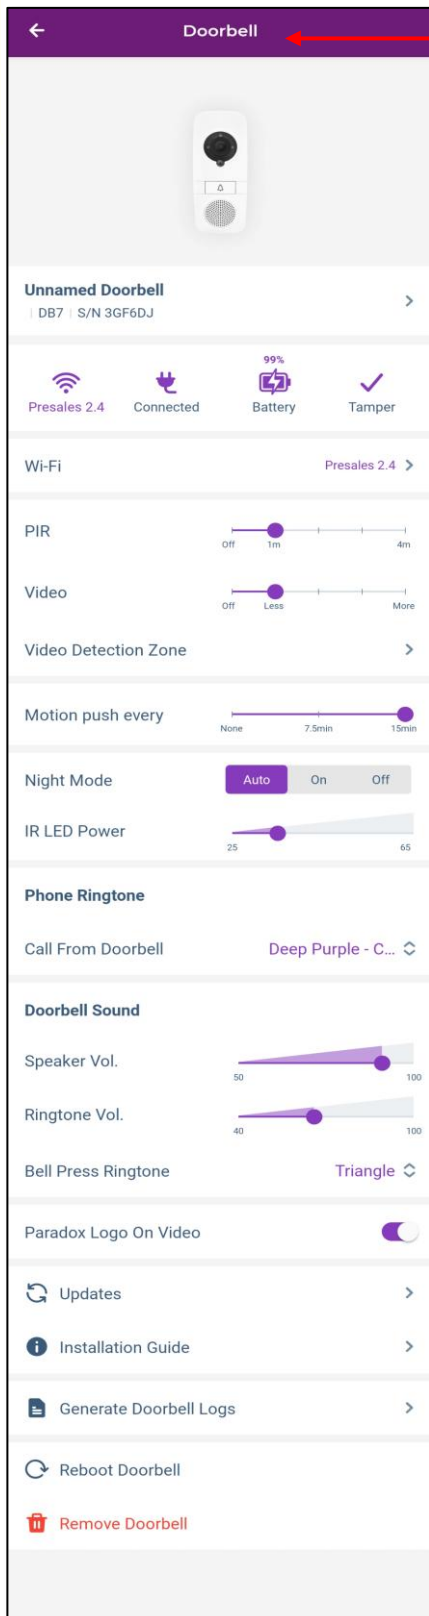 Doorbell
Unnamed Doorbell
| DB7 | S/N 3GF6DJ
99%
Presales 2.4 Connected Battery Tamper
Wi-Fi Presales 2.4
PIR
Off 1m 4m
Video
Off Less More
Video Detection Zone
Motion push every
None 7.5min 15min
Night Mode Auto On Off
IR LED Power
25 65
Phone Ringtone
Call From Doorbell Deep Purple - C...
Doorbell Sound
Speaker Vol.
50 100
Ringtone Vol.
40 100
Bell Press Ringtone Triangle
Paradox Logo On Video
Updates
Installation Guide
Generate Doorbell Logs
Reboot Doorbell
Remove Doorbell